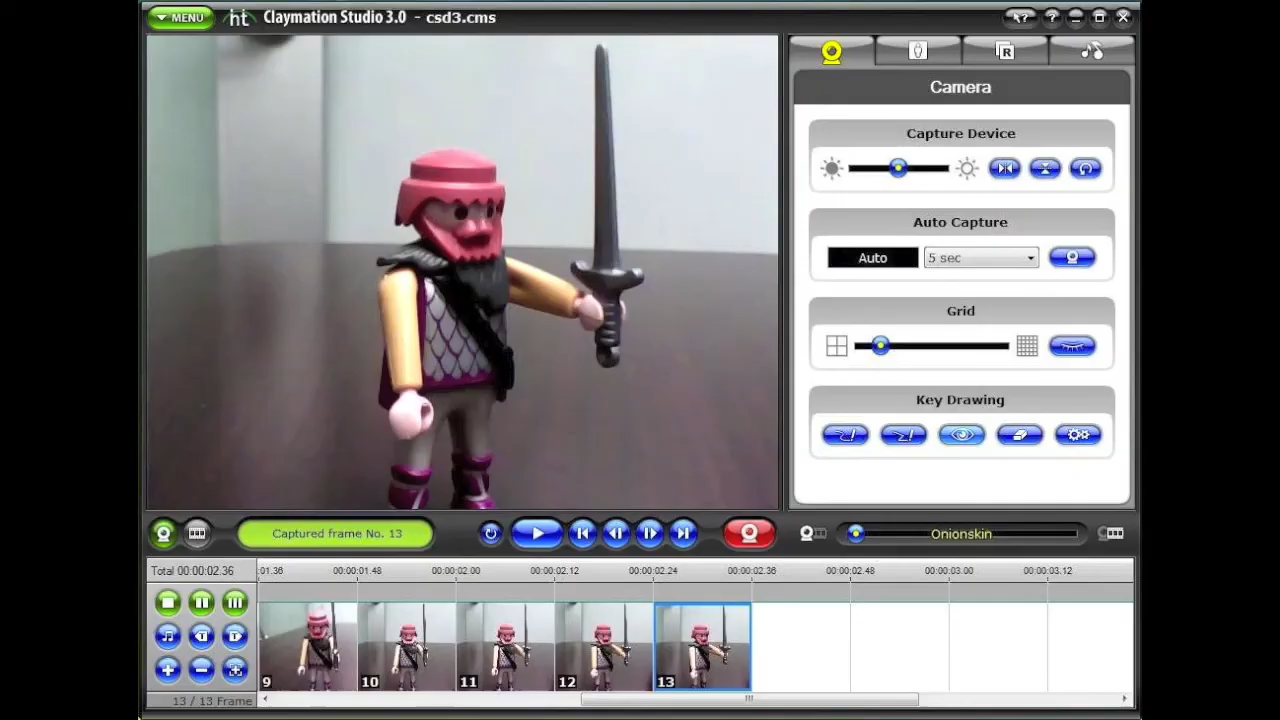 MENU ht Claymation Studio 3.0 - csd3.cms
R
Camera
Capture Device
Auto Capture
Auto 5 sec
Grid
Key Drawing
Captured frame No. 13
Onionskin
Total 00:00:02.36 01.36 00:00:01.48 00:00:02.00 00:00:02.12 00:00:02.24 00:00:02.36 00:00:02.48 00:00:03.00 00:00:03.12
9 10 11 12 13
13 / 13 Frame